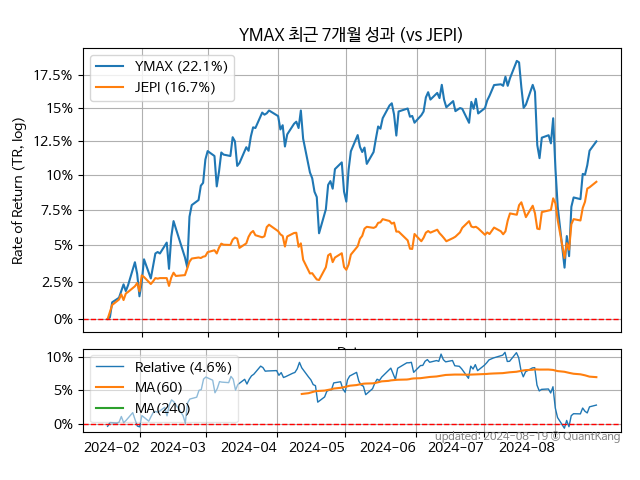 YMAX 최근 7개월 성과 (vs JEPI)
YMAX (22.1%)
JEPI (16.7%)
Rate of Return (TR, log)
17.5%
15%
12.5%
10%
7.5%
5%
2.5%
0%
Relative (4.6%)
MA(60)
MA(240)
10%
5%
0%
2024-02 2024-03 2024-04 2024-05 2024-06 2024-07 2024-08
updated: 2024-08-19 © QuantKang